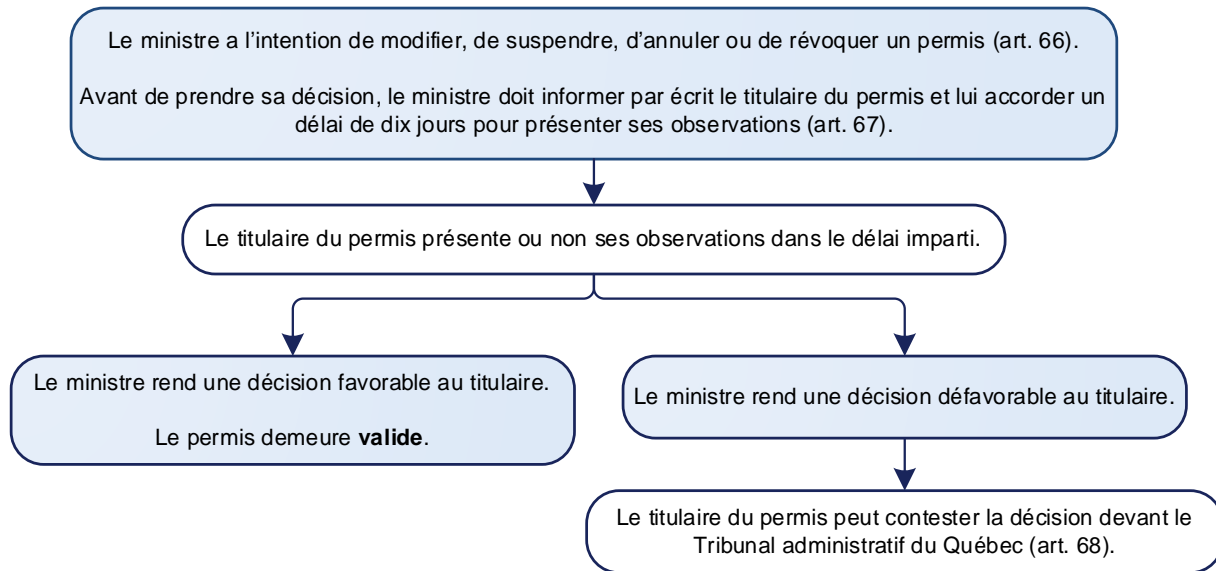 Le ministre a l’intention de modifier, de suspendre, d’annuler ou de révoquer un permis (art. 66).
Avant de prendre sa décision, le ministre doit informer par écrit le titulaire du permis et lui accorder un
délai de dix jours pour présenter ses observations (art. 67).
Le titulaire du permis présente ou non ses observations dans le délai imparti.
Le ministre rend une décision favorable au titulaire.
Le permis demeure valide.
Le ministre rend une décision défavorable au titulaire.
Le titulaire du permis peut contester la décision devant le
Tribunal administratif du Québec (art. 68).